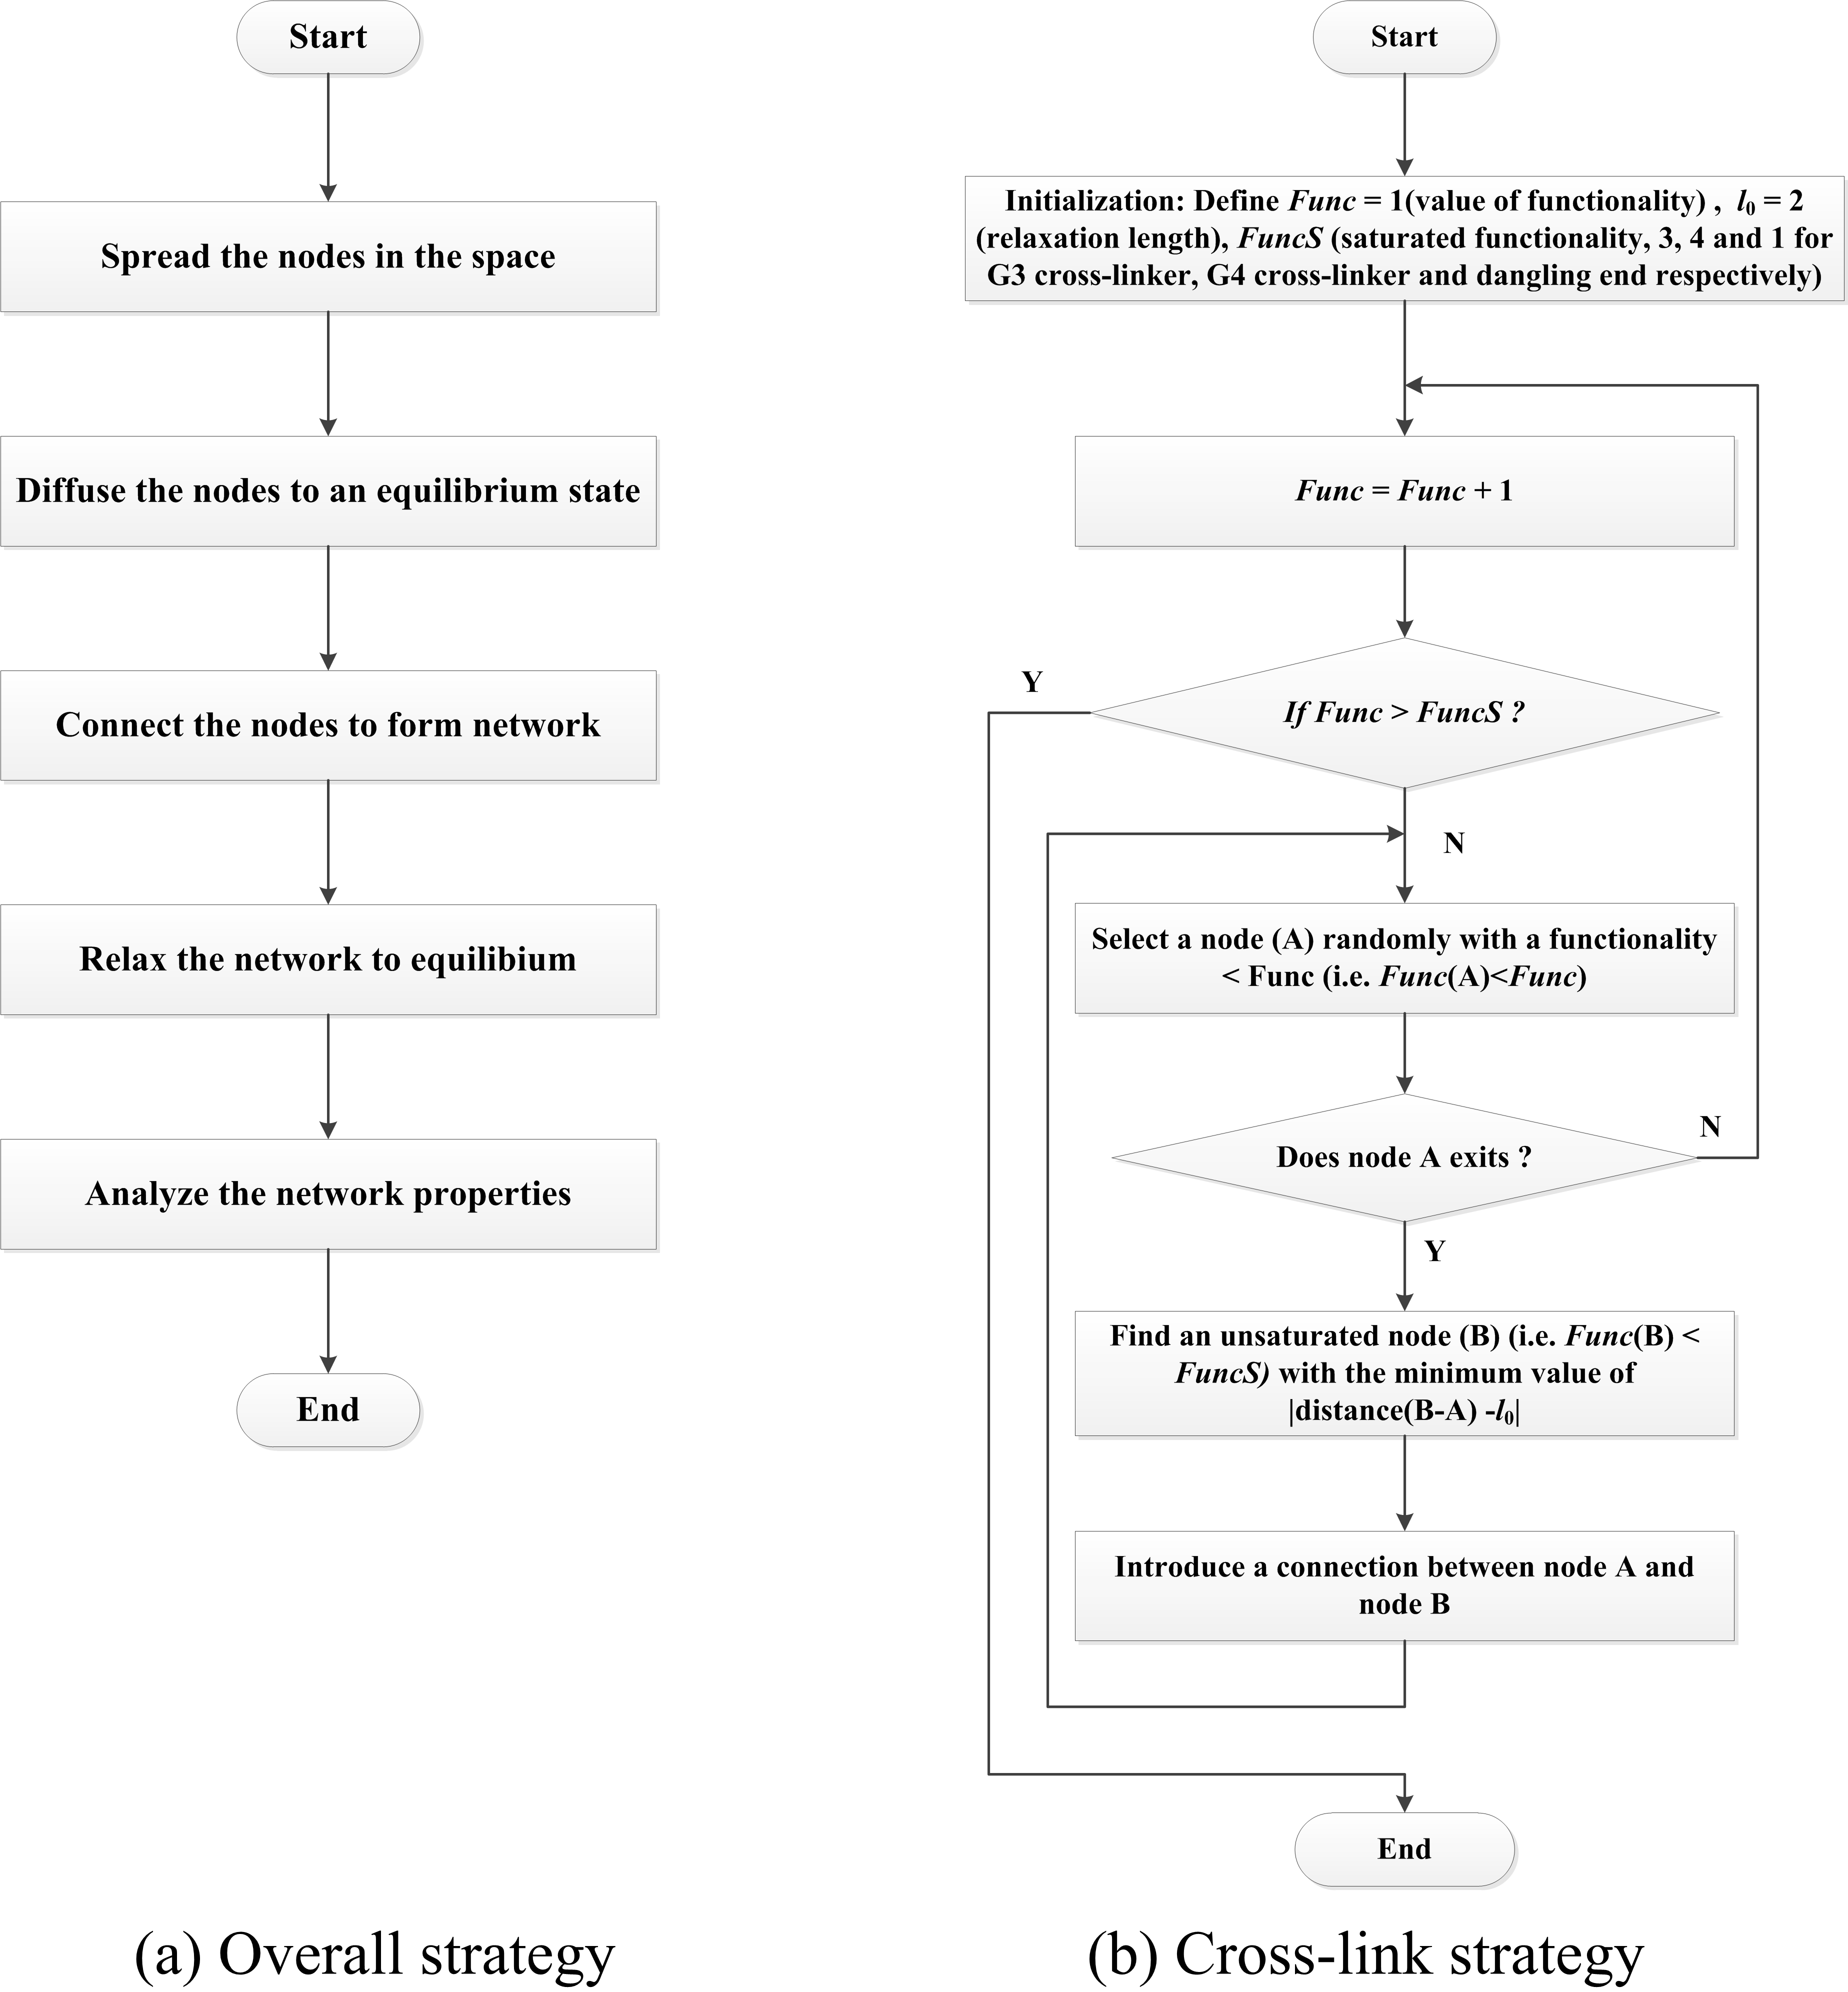 Start
Spread the nodes in the space
Diffuse the nodes to an equilibrium state
Connect the nodes to form network
Relax the network to equilibium
Analyze the network properties
End
(a) Overall strategy
Start
Initialization: Define Func = 1(value of functionality) , l0 = 2
(relaxation length), FuncS (saturated functionality, 3, 4 and 1 for
G3 cross-linker, G4 cross-linker and dangling end respectively)
Func = Func + 1
If Func > FuncS ?
Y
N
Select a node (A) randomly with a functionality
< Func (i.e. Func(A)<Func)
Does node A exits ?
N
Y
Find an unsaturated node (B) (i.e. Func(B) <
FuncS) with the minimum value of
|distance(B-A) -l0|
Introduce a connection between node A and
node B
End
(b) Cross-link strategy